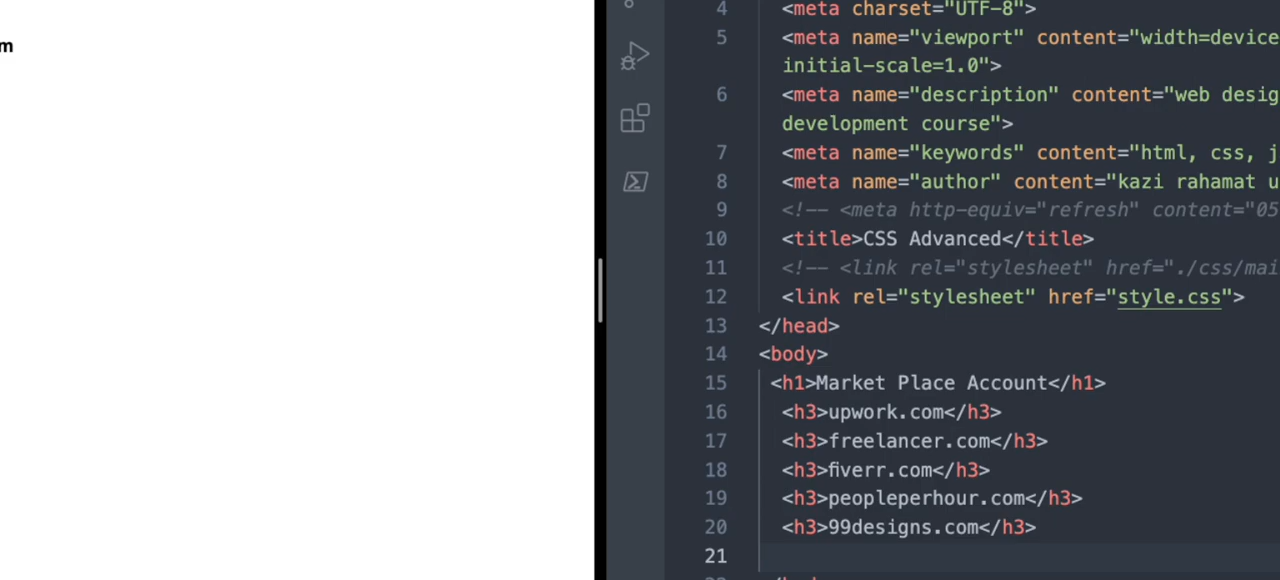 m
4 <meta charset="UTF-8">
5 <meta name="viewport" content="width=device
initial-scale=1.0">
6 <meta name="description" content="web desig
development course">
7 <meta name="keywords" content="html, css, j
8 <meta name="author" content="kazi rahamat u
9 <!-- <meta http-equiv="refresh" content="05
10 <title>CSS Advanced</title>
11 <!-- <link rel="stylesheet" href="./css/mai
12 <link rel="stylesheet" href="style.css">
13 </head>
14 <body>
15 <h1>Market Place Account</h1>
16 <h3>upwork.com</h3>
17 <h3>freelancer.com</h3>
18 <h3>fiverr.com</h3>
19 <h3>peopleperhour.com</h3>
20 <h3>99designs.com</h3>
21